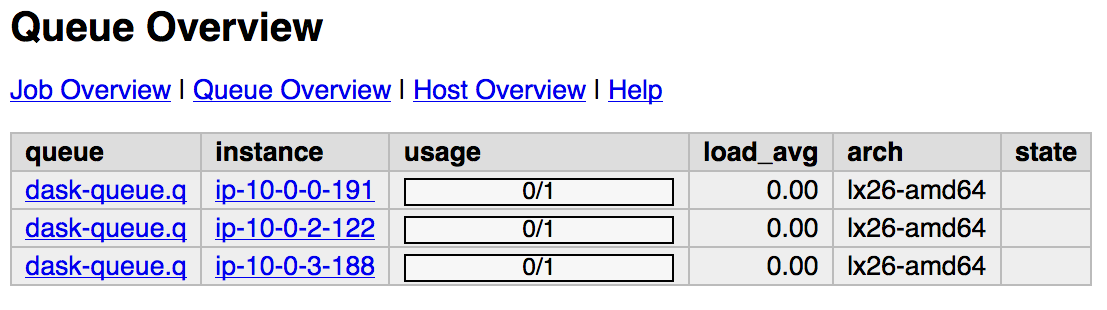 Queue Overview
Job Overview | Queue Overview | Host Overview | Help
queue instance usage load_avg arch state
dask-queue.q ip-10-0-0-191 0/1 0.00 lx26-amd64
dask-queue.q ip-10-0-2-122 0/1 0.00 lx26-amd64
dask-queue.q ip-10-0-3-188 0/1 0.00 lx26-amd64